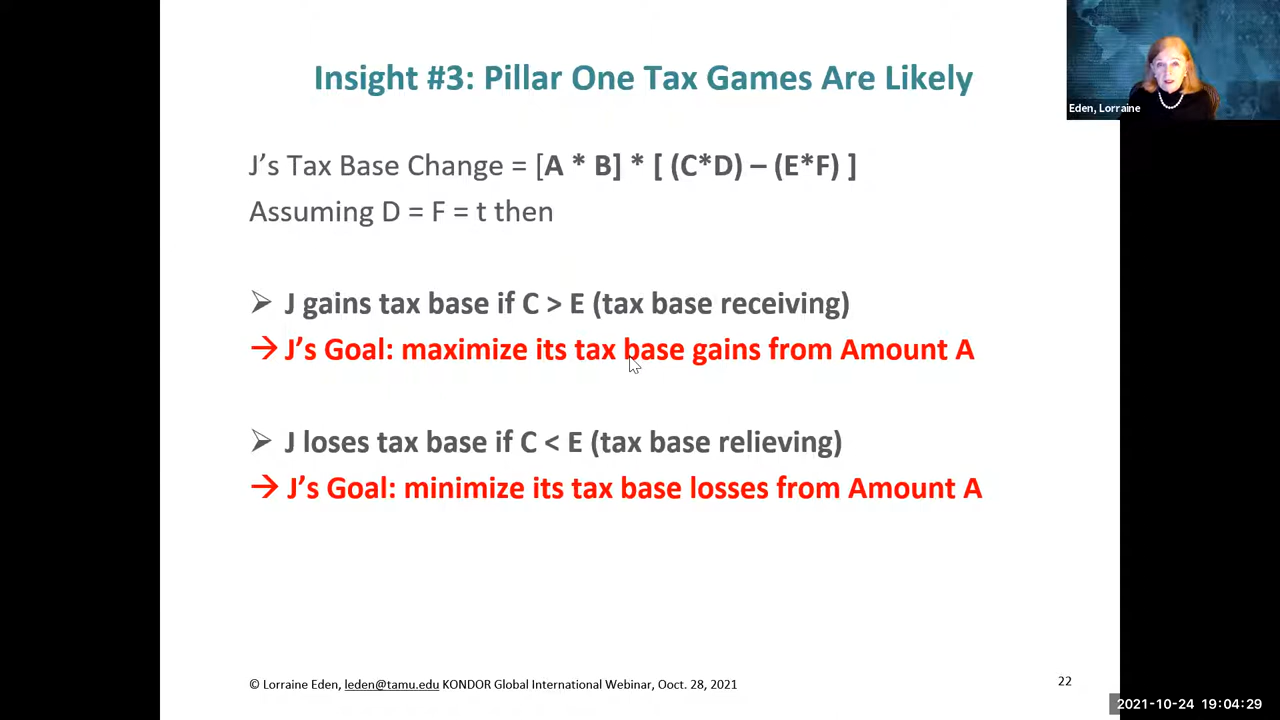 Insight #3: Pillar One Tax Games Are Likely
Eden, Lorraine
J’s Tax Base Change = [A * B] * [ (C*D) – (E*F) ]
Assuming D = F = t then
➢ J gains tax base if C > E (tax base receiving)
→ J’s Goal: maximize its tax base gains from Amount A
➢ J loses tax base if C < E (tax base relieving)
→ J’s Goal: minimize its tax base losses from Amount A
© Lorraine Eden, leden@tamu.edu KONDOR Global International Webinar, Ooct. 28, 2021
22
2021-10-24 19:04:29